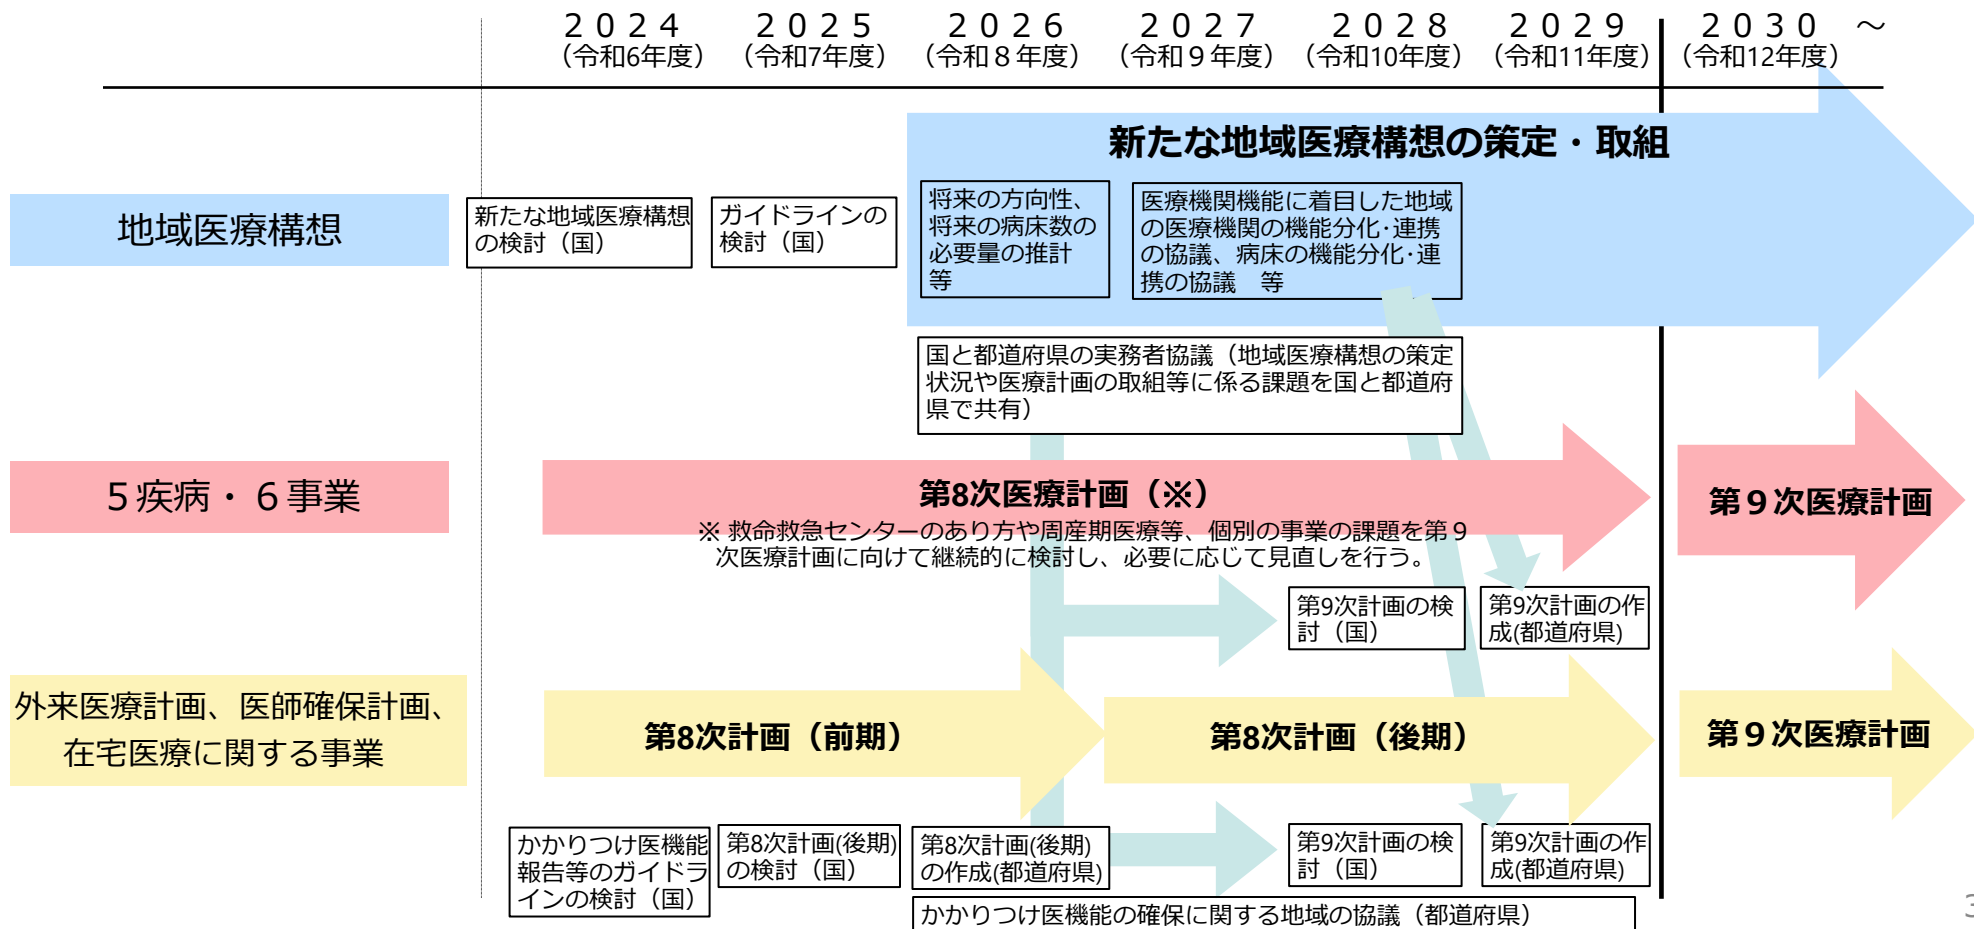 ２０２４ ２０２５ ２０２６ ２０２７ ２０２８ ２０２９ ２０３０ ～
（令和6年度） （令和7年度） （令和８年度） （令和９年度） （令和10年度） （令和11年度） （令和12年度）
新たな地域医療構想の策定・取組
地域医療構想
新たな地域医療構想
の検討（国）
ガイドラインの
検討（国）
将来の方向性、
将来の病床数の
必要量の推計
等
医療機関機能に着目した地域
の医療機関の機能分化･連携
の協議、病床の機能分化･連
携の協議　等
国と都道府県の実務者協議（地域医療構想の策定
状況や医療計画の取組等に係る課題を国と都道府
県で共有）
５疾病・６事業
第8次医療計画（※）
※ 救命救急センターのあり方や周産期医療等、個別の事業の課題を第９
次医療計画に向けて継続的に検討し、必要に応じて見直しを行う。
第９次医療計画
第9次計画の検
討（国）
第9次計画の作
成(都道府県)
外来医療計画、医師確保計画、
在宅医療に関する事業
第8次計画（前期）
第8次計画（後期）
第９次医療計画
かかりつけ医機能
報告等のガイドラ
インの検討（国）
第8次計画(後期)
の検討（国）
第8次計画(後期)
の作成(都道府県)
第9次計画の検
討（国）
第9次計画の作
成(都道府県)
かかりつけ医機能の確保に関する地域の協議（都道府県）